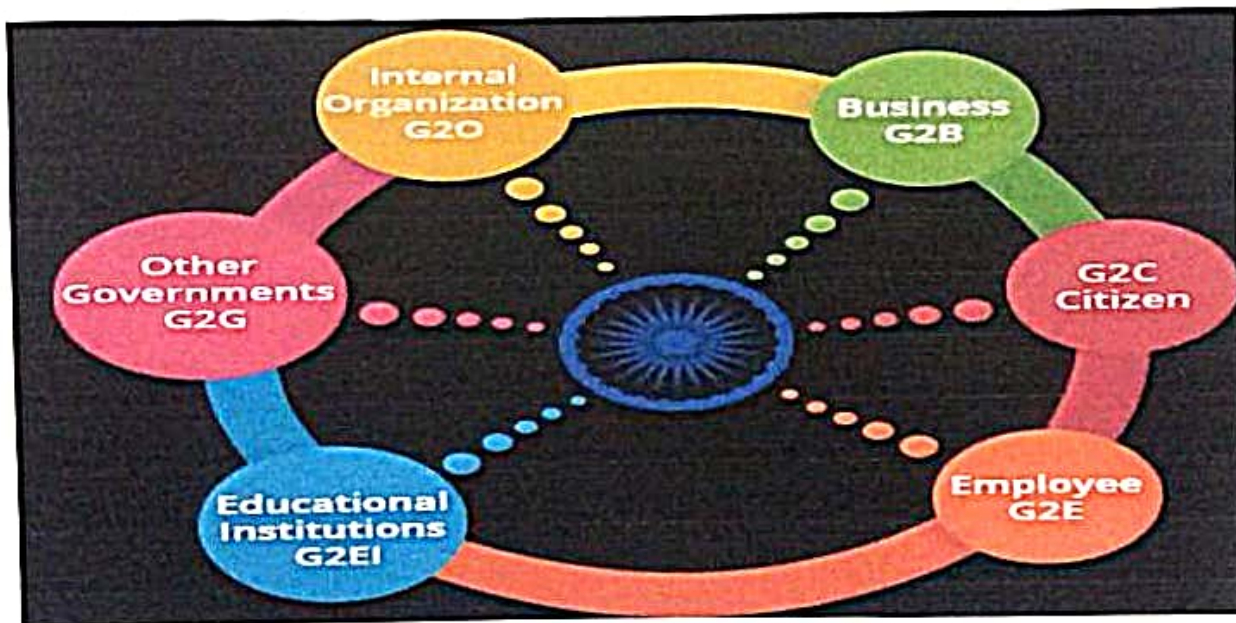 Internal
Organization
G2O
Business
G2B
G2C
Citizen
Employee
G2E
Educational
Institutions
G2EI
Other
Governments
G2G